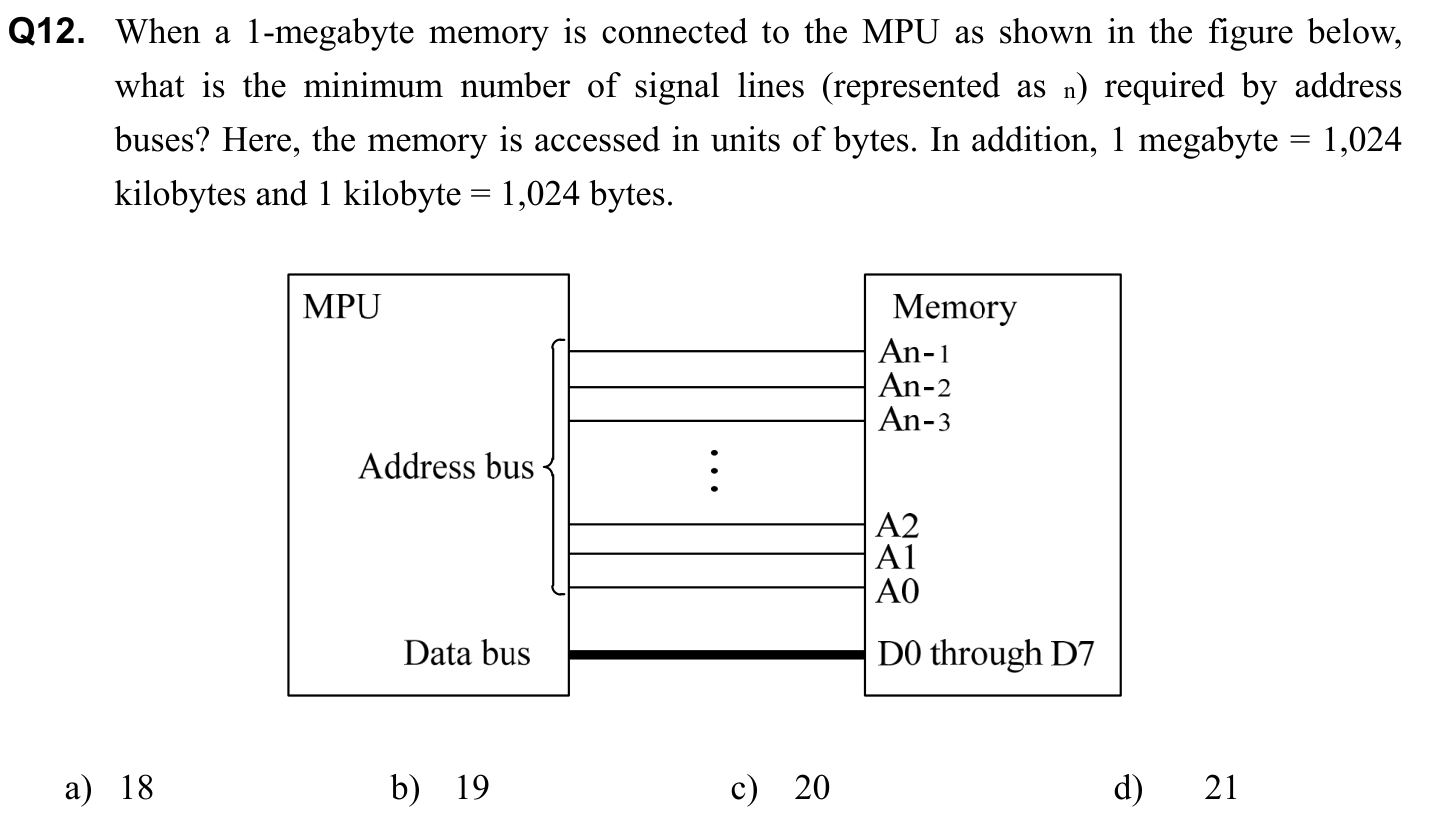 Q12. When a 1-megabyte memory is connected to the MPU as shown in the figure below,
what is the minimum number of signal lines (represented as n) required by address
buses? Here, the memory is accessed in units of bytes. In addition, 1 megabyte = 1,024
kilobytes and 1 kilobyte = 1,024 bytes.
MPU
Memory
An-1
An-2
An-3
Address bus
A2
A1
A0
Data bus
D0 through D7
a) 18 b) 19 c) 20 d) 21